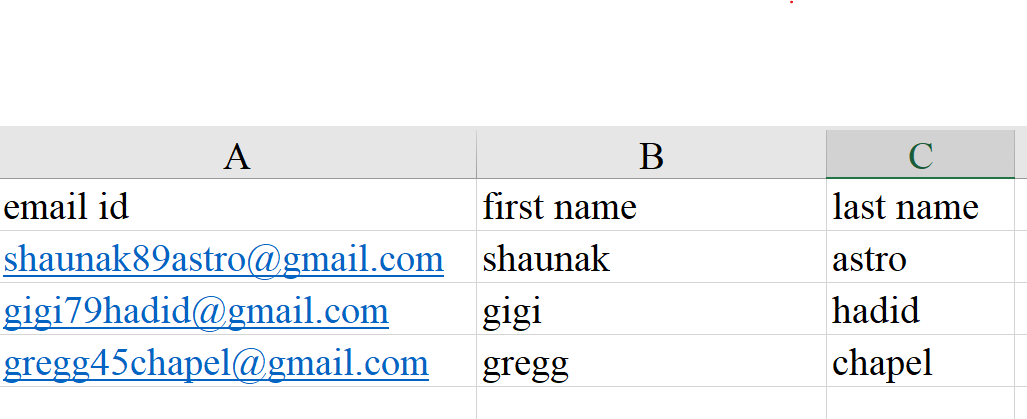 A B C
email id first name last name
shaunak89astro@gmail.com shaunak astro
gigi79hadid@gmail.com gigi hadid
gregg45chapel@gmail.com gregg chapel